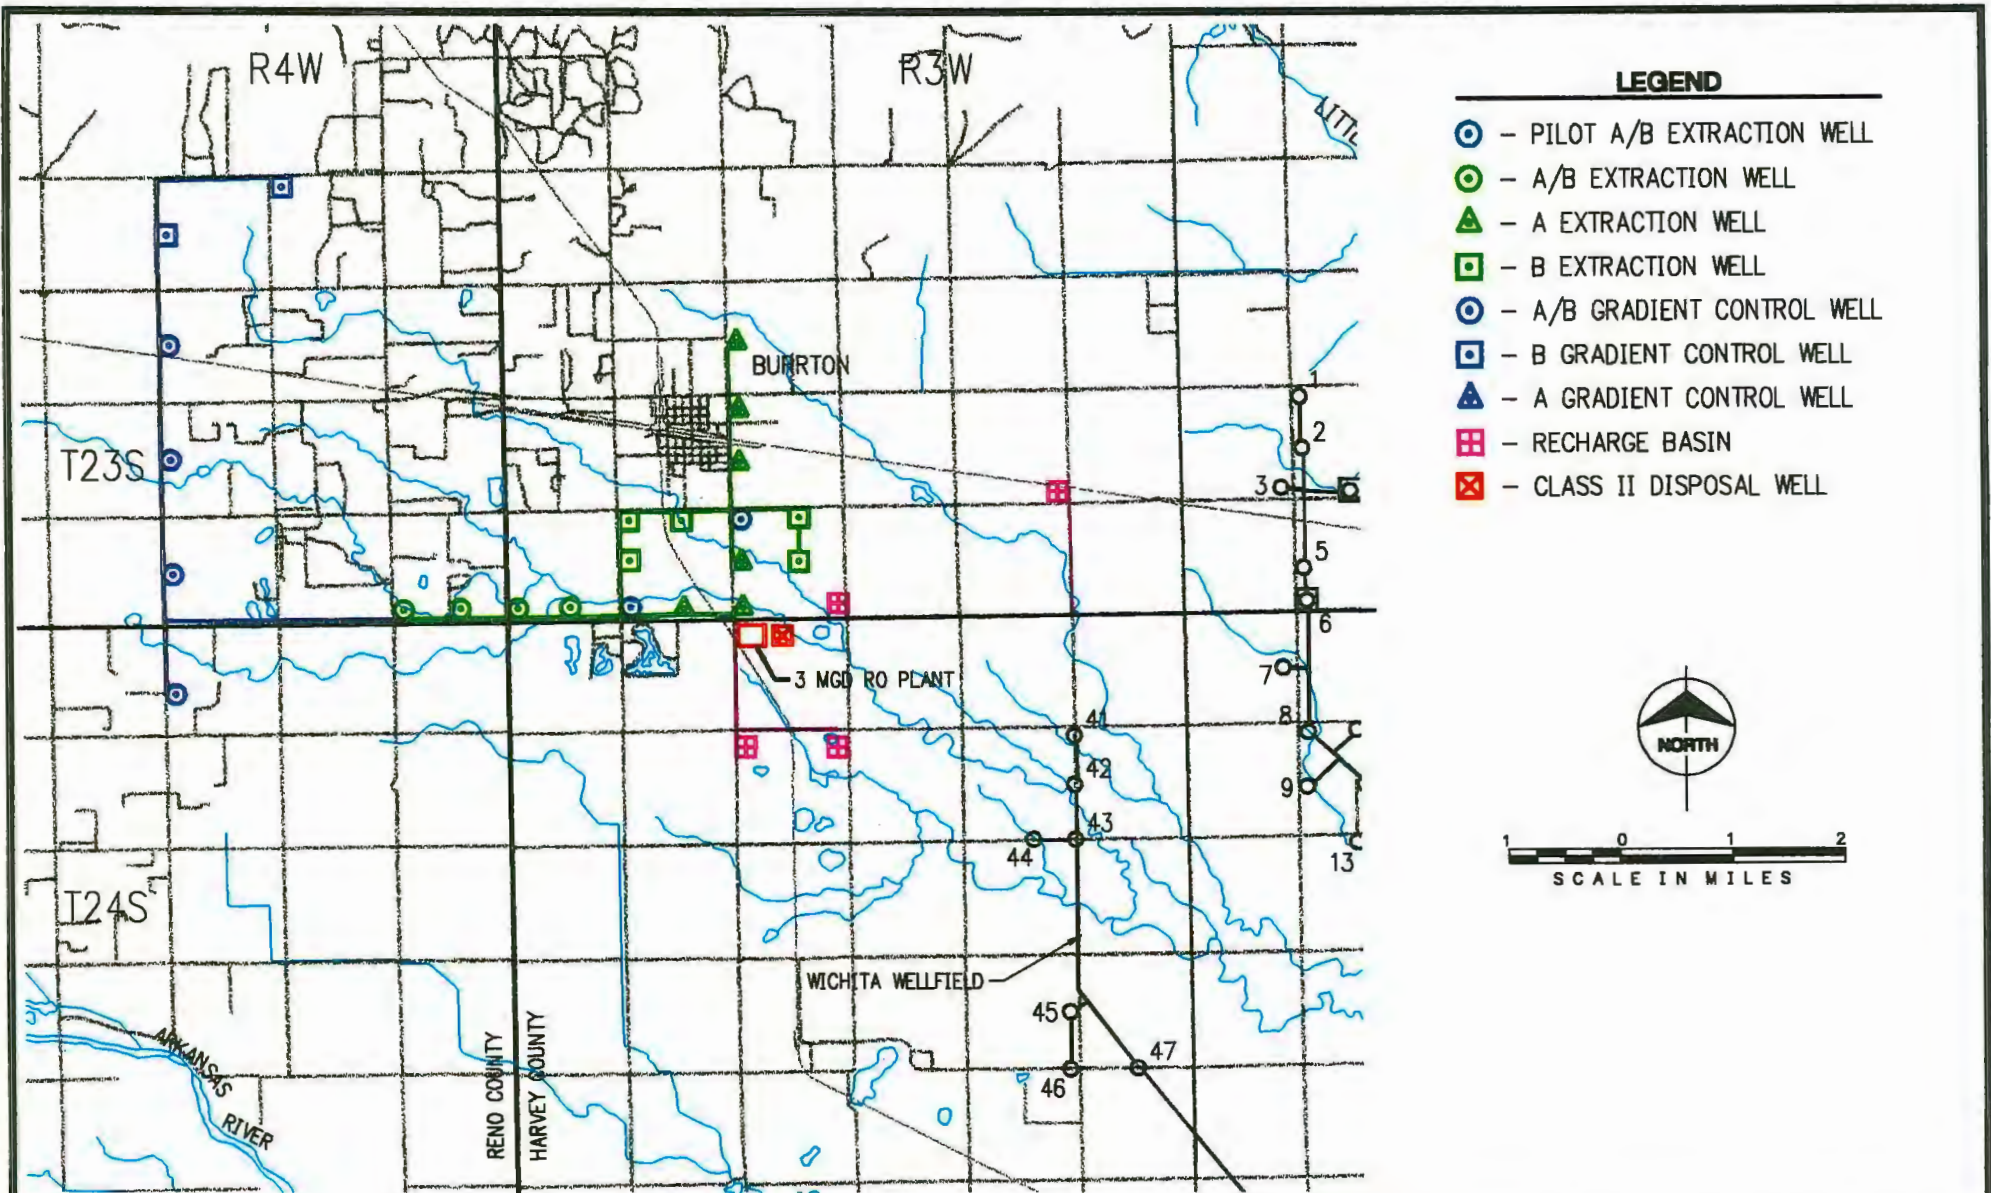 R4W
R3W
LITTL
BURRTON
T23S
1
2
3
5
6
7
8
9
13
3 MGD RO PLANT
41
42
43
44
T24S
WICHITA WELLFIELD
45
46
47
ARKANSAS
RIVER
RENO COUNTY
HARVEY COUNTY
LEGEND
- PILOT A/B EXTRACTION WELL
- A/B EXTRACTION WELL
- A EXTRACTION WELL
- B EXTRACTION WELL
- A/B GRADIENT CONTROL WELL
- B GRADIENT CONTROL WELL
- A GRADIENT CONTROL WELL
- RECHARGE BASIN
- CLASS II DISPOSAL WELL
NORTH
1 0 1 2
SCALE IN MILES